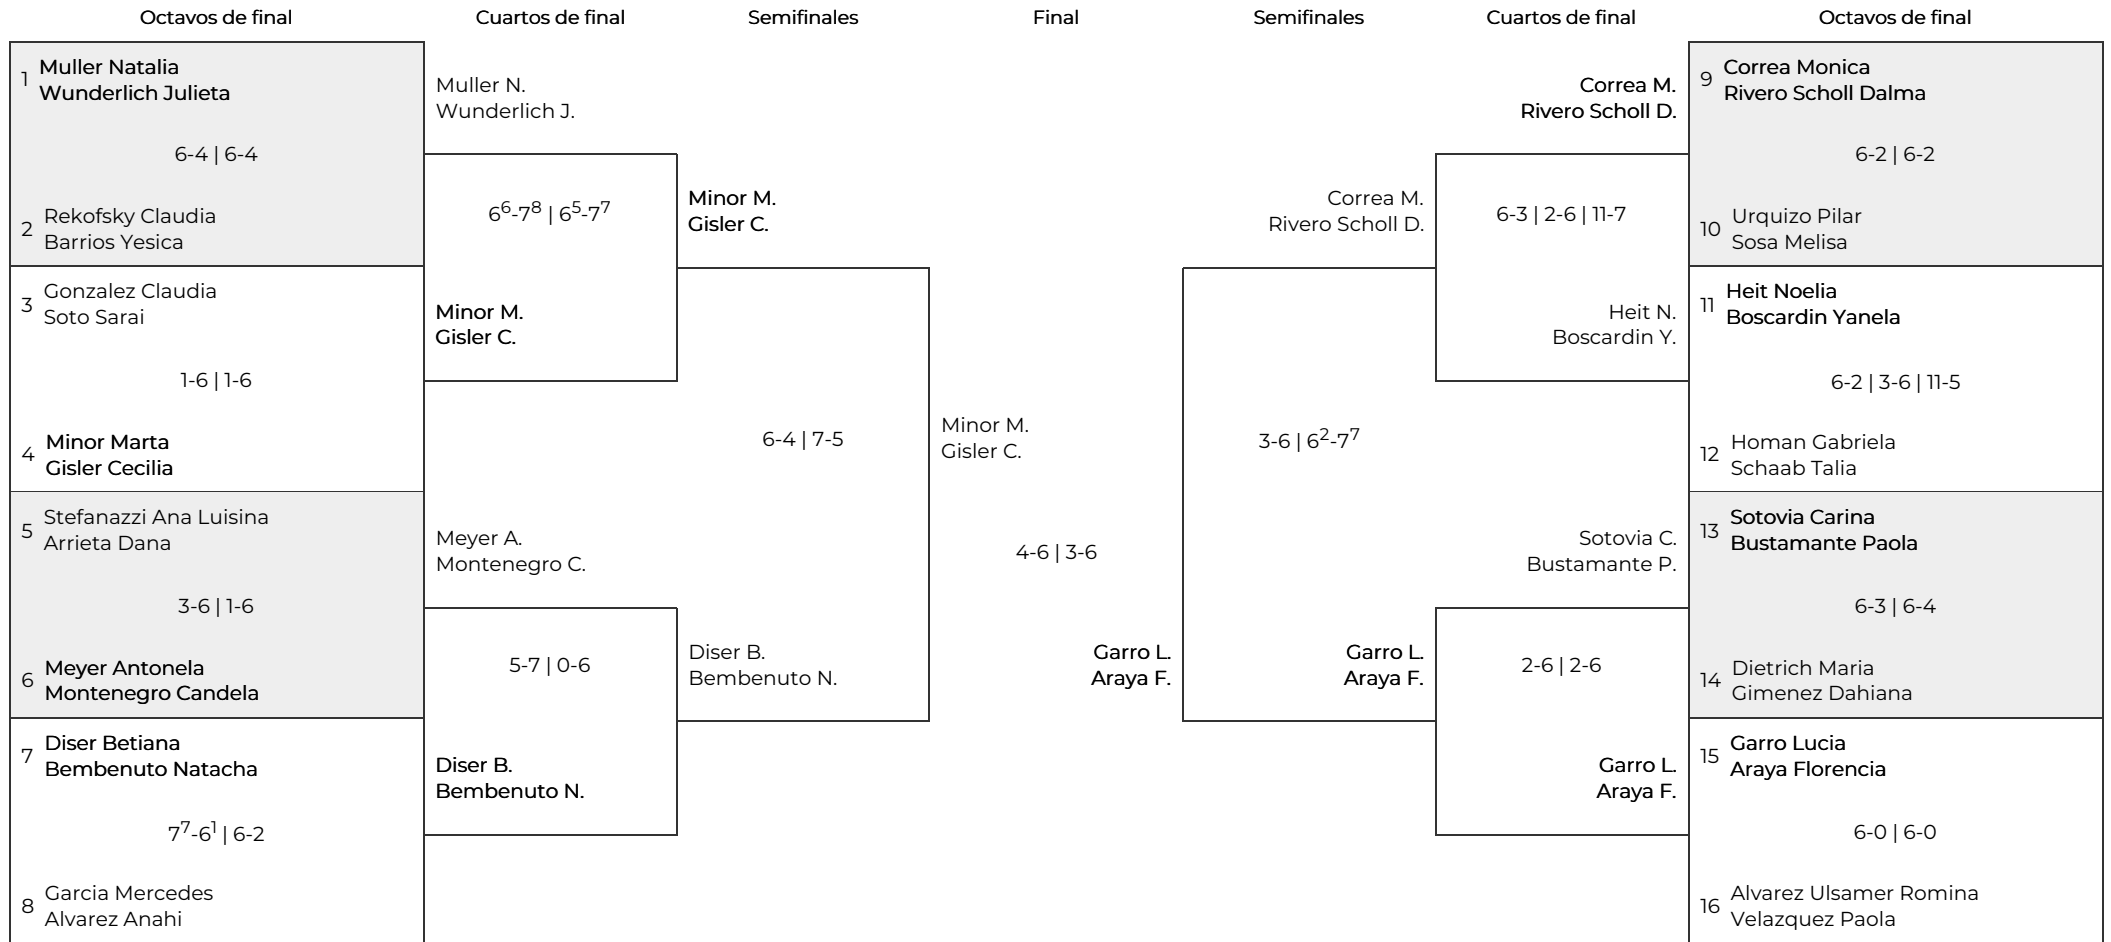 Octavos de final
Cuartos de final
Semifinales
Final
Semifinales
Cuartos de final
Octavos de final
1
Muller Natalia
Wunderlich Julieta
6-4 | 6-4
2
Rekofsky Claudia
Barrios Yesica
3
Gonzalez Claudia
Soto Sarai
1-6 | 1-6
4
Minor Marta
Gisler Cecilia
5
Stefanazzi Ana Luisina
Arrieta Dana
3-6 | 1-6
6
Meyer Antonela
Montenegro Candela
7
Diser Betiana
Bembenuto Natacha
7⁷-6¹ | 6-2
8
Garcia Mercedes
Alvarez Anahi
Muller N.
Wunderlich J.
6⁶-7⁸ | 6⁵-7⁷
Minor M.
Gisler C.
Meyer A.
Montenegro C.
5-7 | 0-6
Diser B.
Bembenuto N.
Minor M.
Gisler C.
6-4 | 7-5
Diser B.
Bembenuto N.
Minor M.
Gisler C.
4-6 | 3-6
Garro L.
Araya F.
Correa M.
Rivero Scholl D.
3-6 | 6²-7⁷
Garro L.
Araya F.
Correa M.
Rivero Scholl D.
6-3 | 2-6 | 11-7
Heit N.
Boscardin Y.
Sotovia C.
Bustamante P.
2-6 | 2-6
Garro L.
Araya F.
9
Correa Monica
Rivero Scholl Dalma
6-2 | 6-2
10
Urquizo Pilar
Sosa Melisa
11
Heit Noelia
Boscardin Yanela
6-2 | 3-6 | 11-5
12
Homan Gabriela
Schaab Talia
13
Sotovia Carina
Bustamante Paola
6-3 | 6-4
14
Dietrich Maria
Gimenez Dahiana
15
Garro Lucia
Araya Florencia
6-0 | 6-0
16
Alvarez Ulsamer Romina
Velazquez Paola